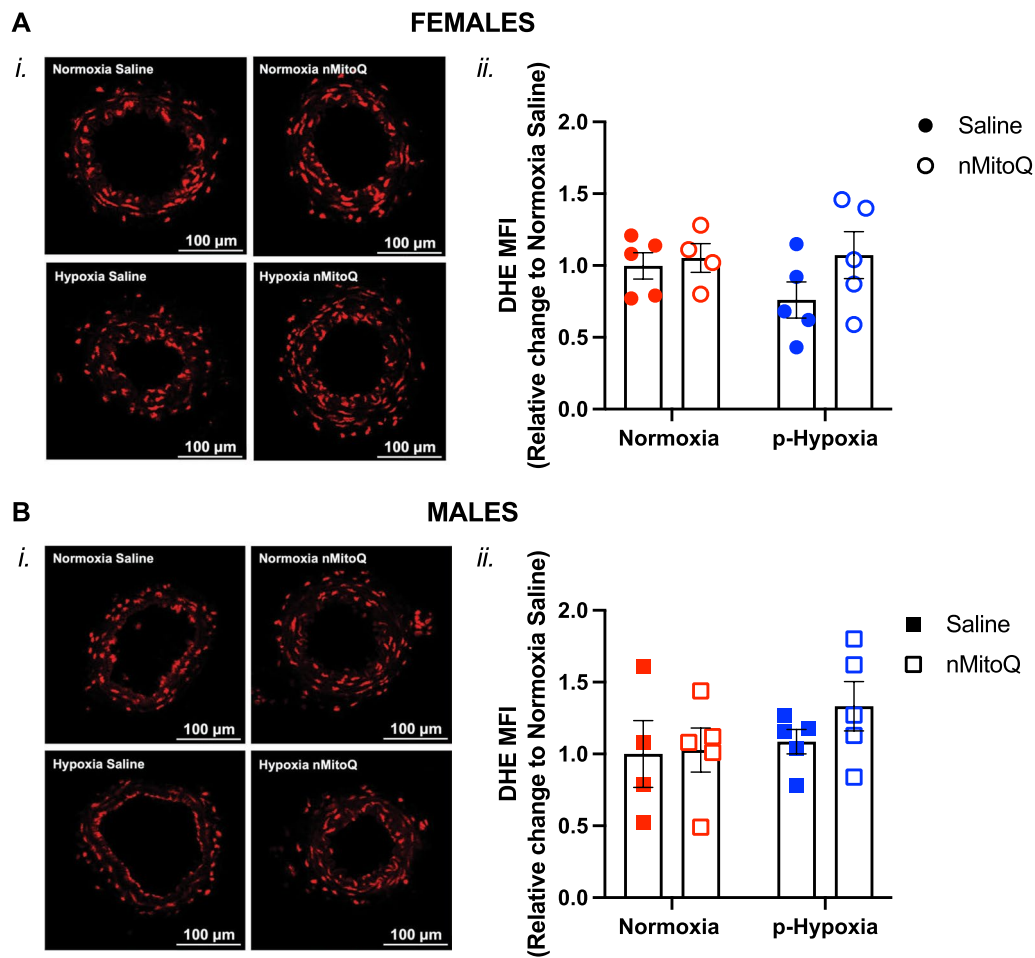 A
FEMALES
i.
Normoxia Saline
100 µm
Normoxia nMitoQ
100 µm
Hypoxia Saline
100 µm
Hypoxia nMitoQ
100 µm
ii.
DHE MFI
(Relative change to Normoxia Saline)
2.0
1.5
1.0
0.5
0.0
Normoxia
p-Hypoxia
Saline
nMitoQ
B
MALES
i.
Normoxia Saline
100 µm
Normoxia nMitoQ
100 µm
Hypoxia Saline
100 µm
Hypoxia nMitoQ
100 µm
ii.
DHE MFI
(Relative change to Normoxia Saline)
2.0
1.5
1.0
0.5
0.0
Normoxia
p-Hypoxia
Saline
nMitoQ